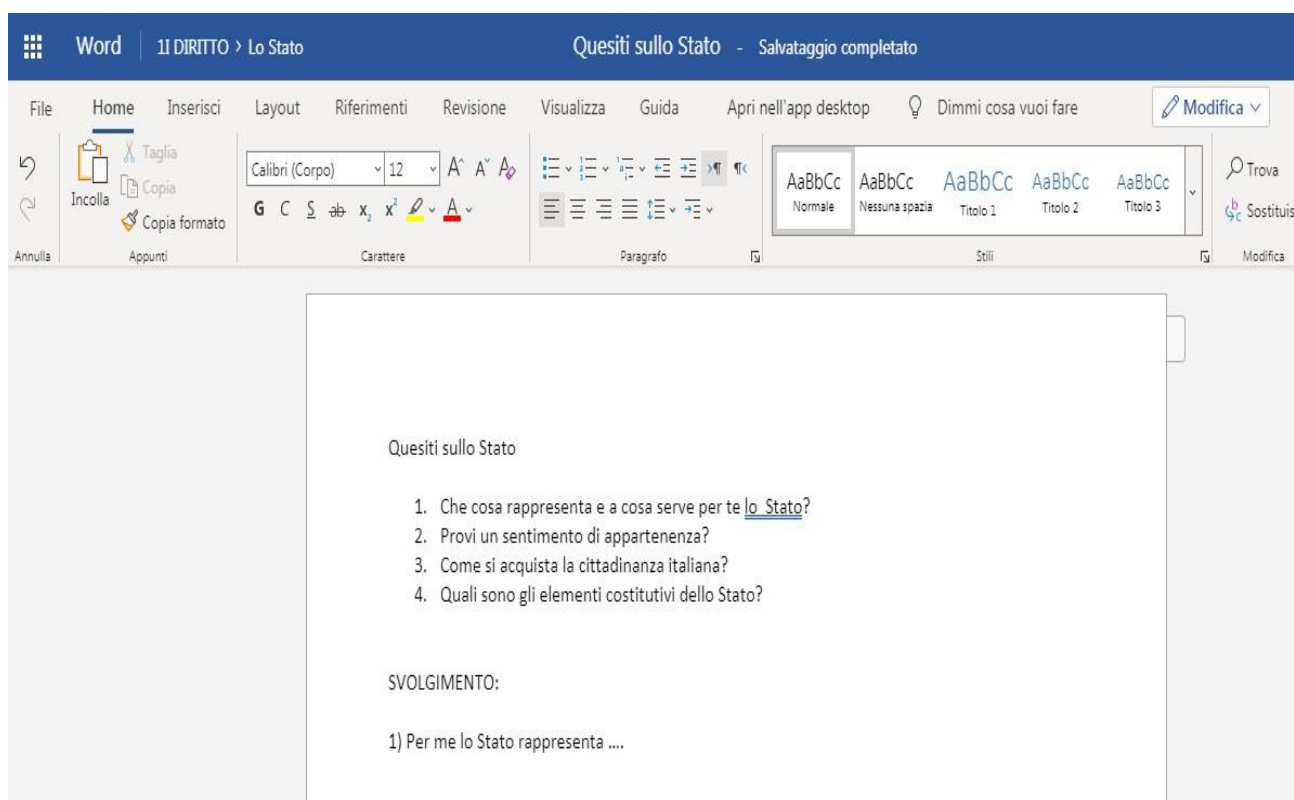 Word 1I DIRITTO > Lo Stato Quesiti sullo Stato - Salvataggio completato
File Home Inserisci Layout Riferimenti Revisione Visualizza Guida Apri nell'app desktop Dimmi cosa vuoi fare Modifica
Incolla
Taglia
Copia
Copia formato
Calibri (Corpo) 12
G C S ab x₂ x² A
AaBbCc AaBbCc AaBbCc AaBbCc AaBbCc
Normale Nessuna spazia Titolo 1 Titolo 2 Titolo 3
Trova
Sostituis
Annulla Appunti Carattere Paragrafo Stili Modifica
Quesiti sullo Stato
1. Che cosa rappresenta e a cosa serve per te lo  Stato?
2. Provi un sentimento di appartenenza?
3. Come si acquista la cittadinanza italiana?
4. Quali sono gli elementi costitutivi dello Stato?
SVOLGIMENTO:
1) Per me lo Stato rappresenta ....